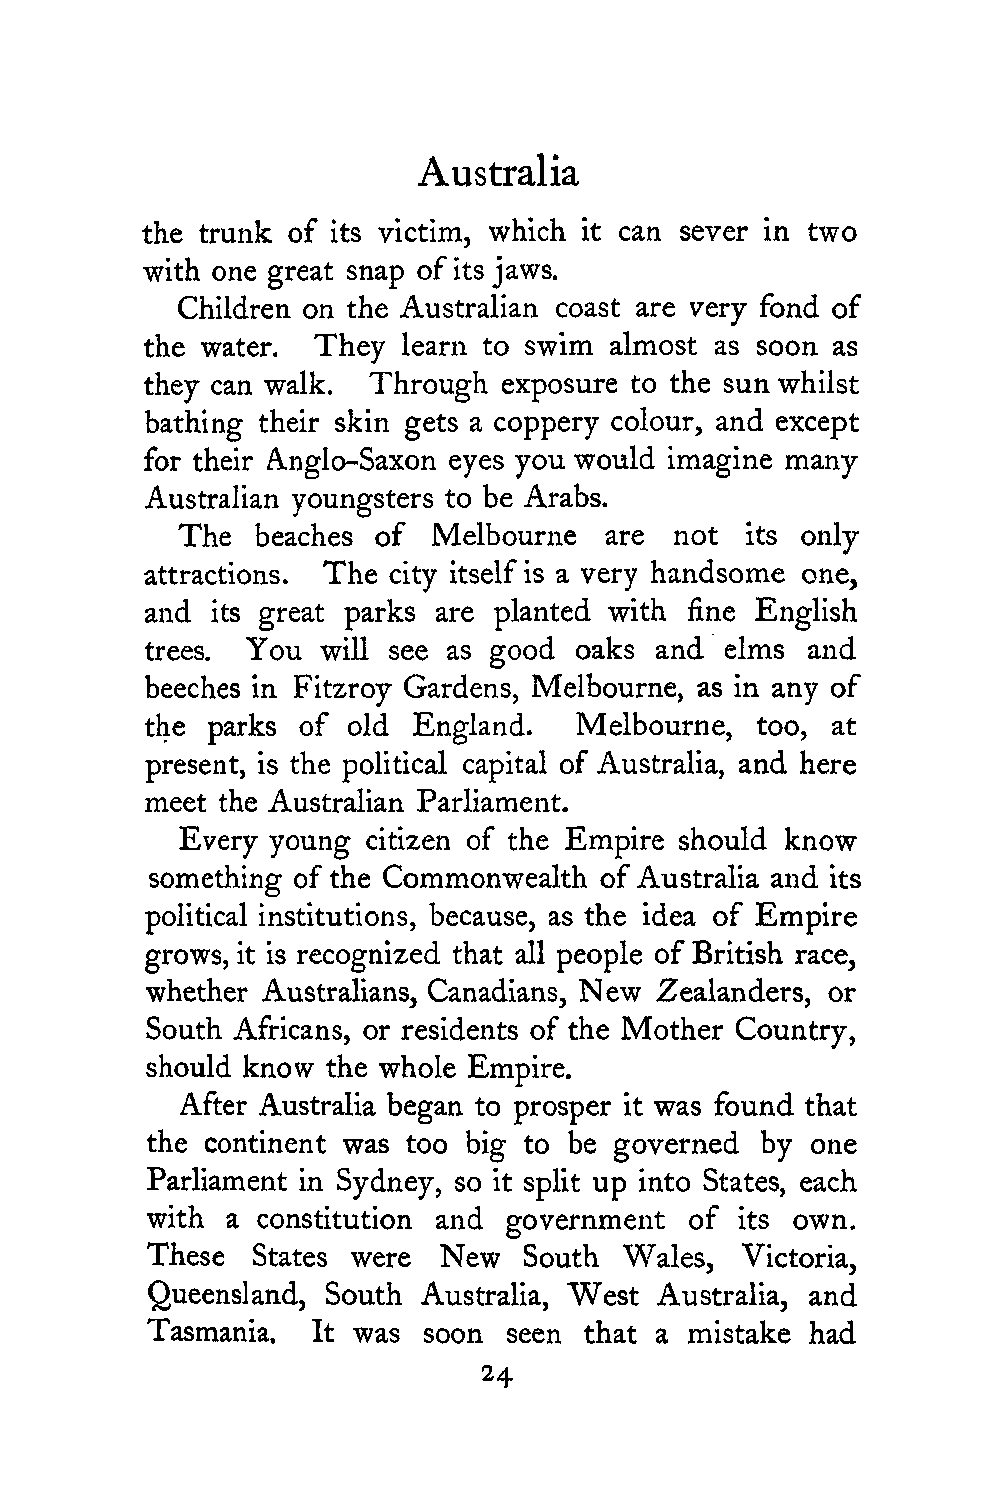 Australia
the trunk of its victim, which it can sever in two
with one great snap of its jaws.
Children on the Australian coast are very fond of
the water. They learn to swim almost as soon as
they can walk. Through exposure to the sun whilst
bathing their skin gets a coppery colour, and except
for their Anglo-Saxon eyes you would imagine many
Australian youngsters to be Arabs.
The beaches of Melbourne are not its only
attractions. The city itself is a very handsome one,
and its great parks are planted with fine English
trees. You will see as good oaks and elms and
beeches in Fitzroy Gardens, Melbourne, as in any of
the parks of old England. Melbourne, too, at
present, is the political capital of Australia, and here
meet the Australian Parliament.
Every young citizen of the Empire should know
something of the Commonwealth of Australia and its
political institutions, because, as the idea of Empire
grows, it is recognized that all people of British race,
whether Australians, Canadians, New Zealanders, or
South Africans, or residents of the Mother Country,
should know the whole Empire.
After Australia began to prosper it was found that
the continent was too big to be governed by one
Parliament in Sydney, so it split up into States, each
with a constitution and government of its own.
These States were New South Wales, Victoria,
Queensland, South Australia, West Australia, and
Tasmania. It was soon seen that a mistake had
24